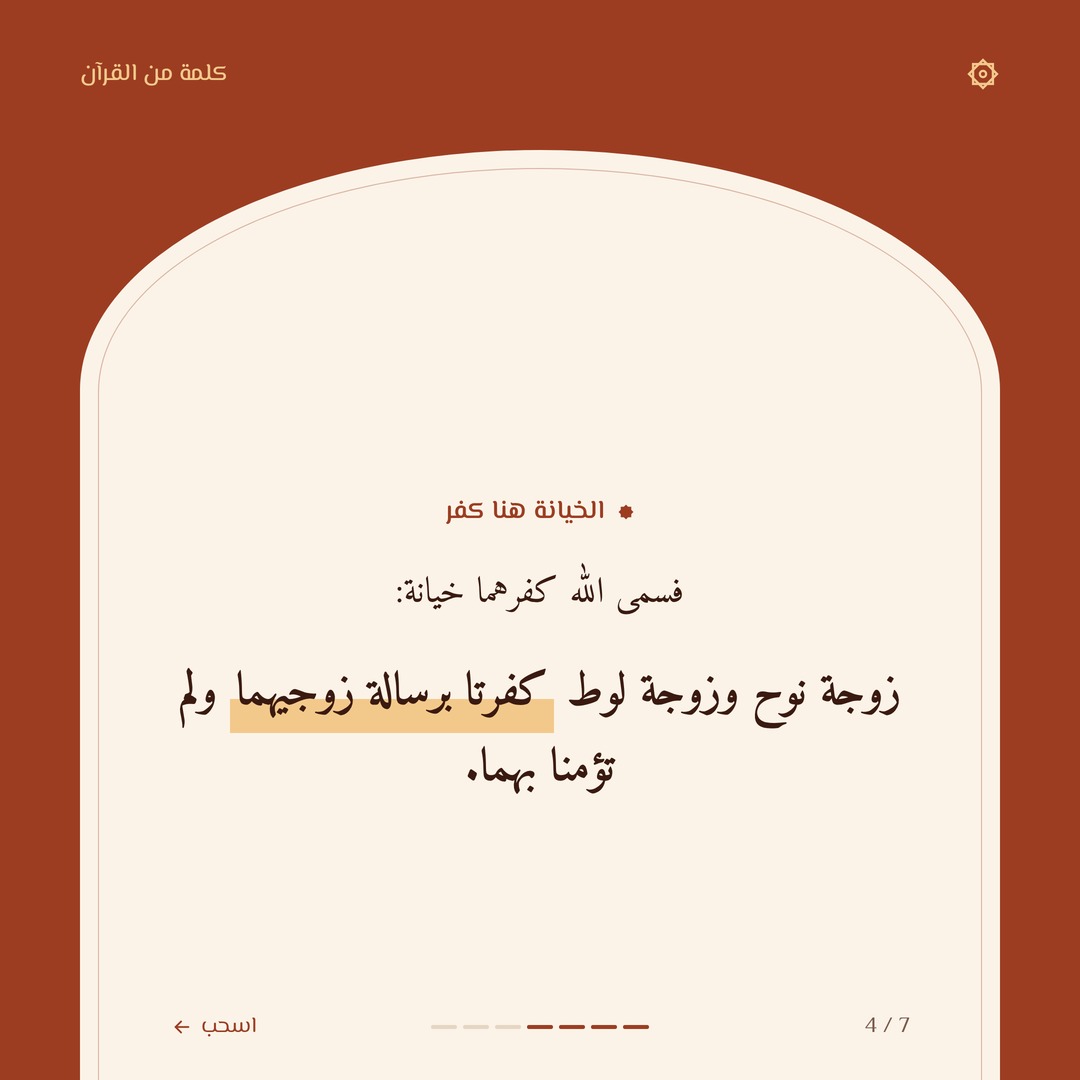 كلمة من القرآن
الخيانة هنا كفر
فسمى الله كفرهما خيانة:
زوجة نوح وزوجة لوط كفرتا برسالة زوجيهما ولم
تؤمنا بهما.
4 / 7
اسحب ←